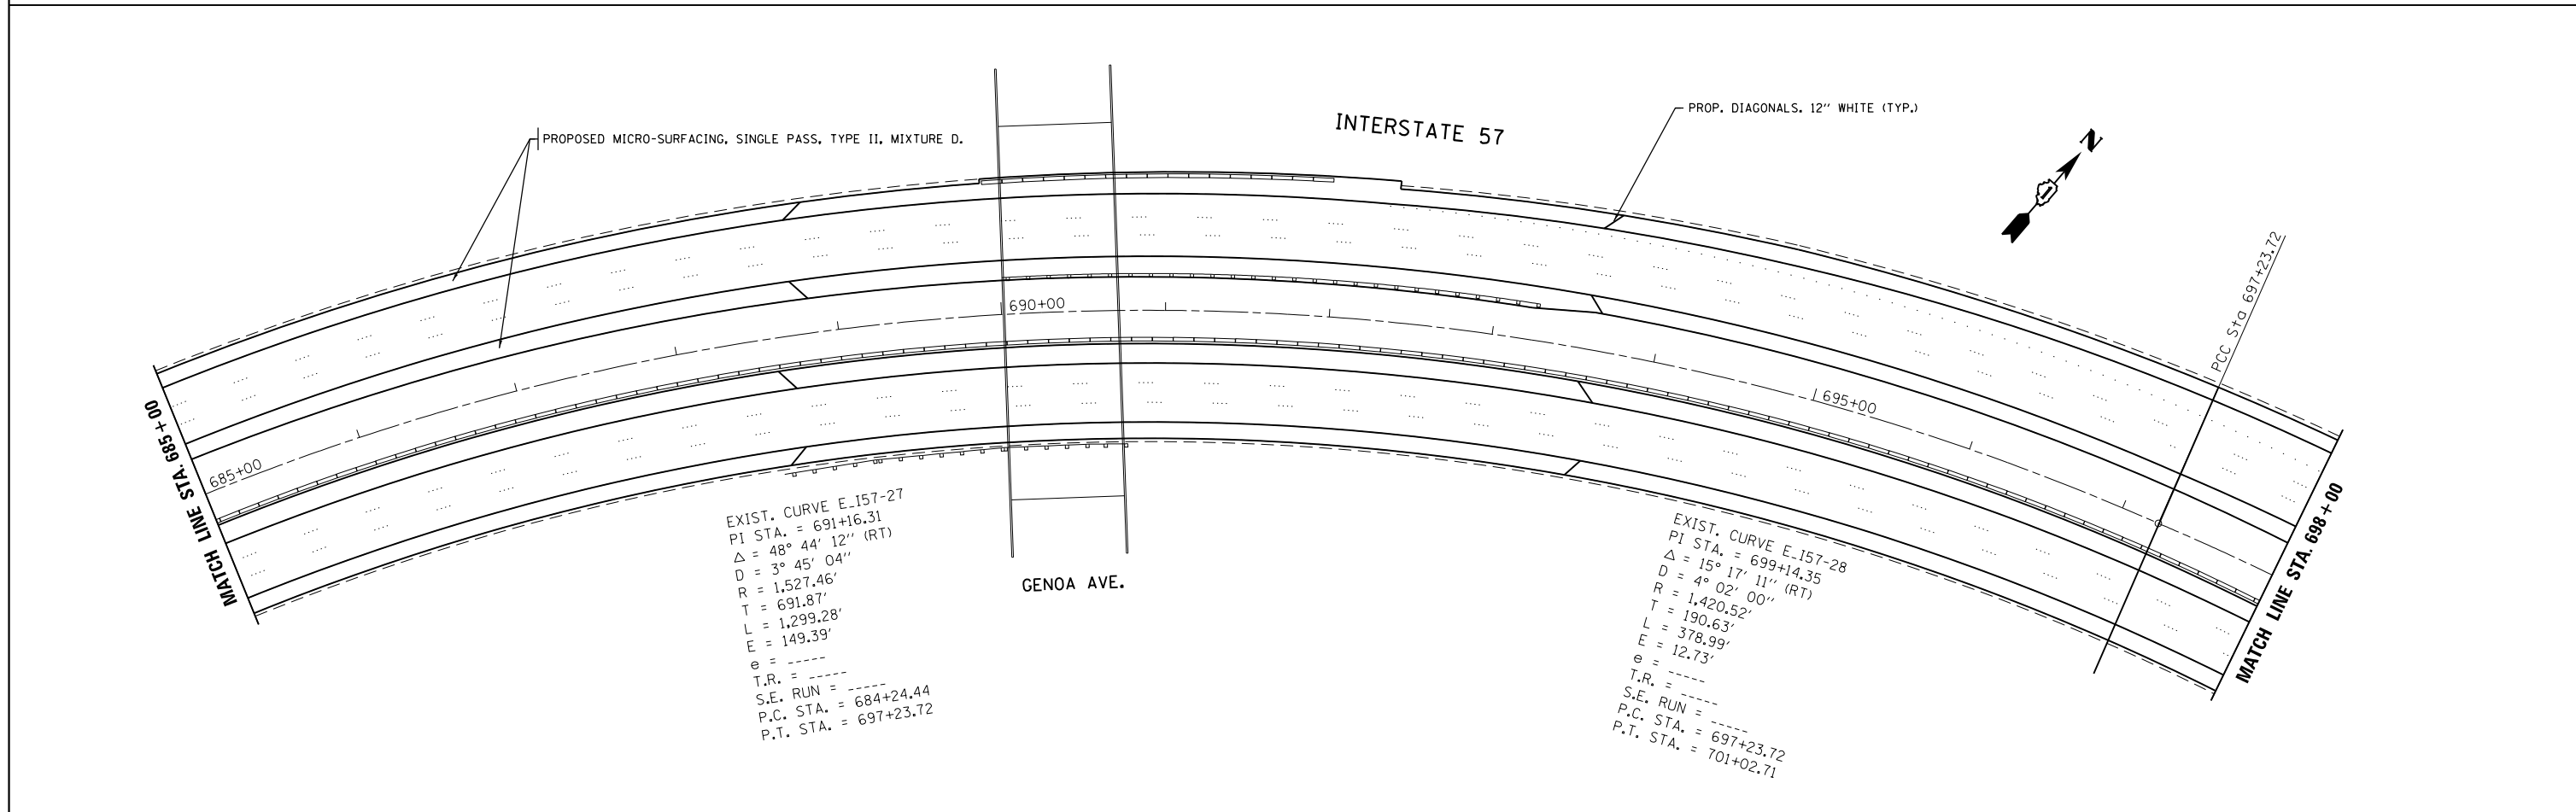 INTERSTATE 57
PROPOSED MICRO-SURFACING, SINGLE PASS, TYPE II, MIXTURE D.
PROP. DIAGONALS. 12" WHITE (TYP.)
N
PCC Sta 697+23.72
690+00
695+00
685+00
MATCH LINE STA. 685+00
MATCH LINE STA. 698+00
GENOA AVE.
EXIST. CURVE E_I57-27
PI STA. = 691+16.31
Δ = 48° 44' 12" (RT)
D = 3° 45' 04"
R = 1,527.46'
T = 691.87'
L = 1,299.28'
E = 149.39'
e = -----
T.R. = -----
S.E. RUN = -----
P.C. STA. = 684+24.44
P.T. STA. = 697+23.72
EXIST. CURVE E_I57-28
PI STA. = 699+14.35
Δ = 15° 17' 11" (RT)
D = 4° 02' 00"
R = 1,420.52'
T = 190.63'
L = 378.99'
E = 12.73'
e = -----
T.R. = -----
S.E. RUN = -----
P.C. STA. = 697+23.72
P.T. STA. = 701+02.71